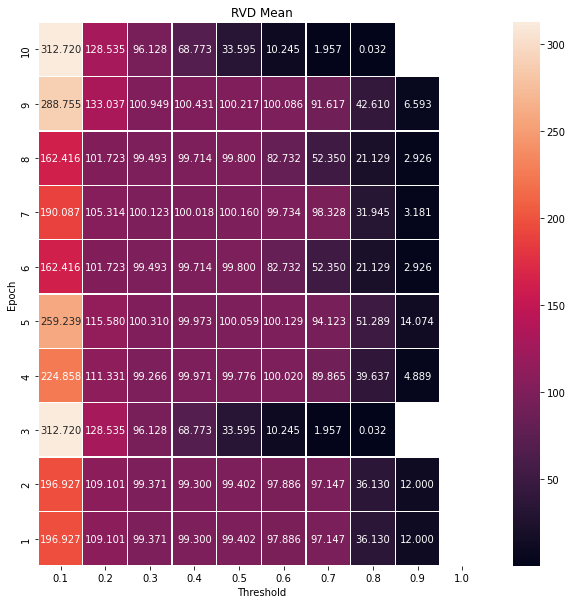 RVD Mean
10 312.720 128.535 96.128 68.773 33.595 10.245 1.957 0.032
9 288.755 133.037 100.949 100.431 100.217 100.086 91.617 42.610 6.593
8 162.416 101.723 99.493 99.714 99.800 82.732 52.350 21.129 2.926
7 190.087 105.314 100.123 100.018 100.160 99.734 98.328 31.945 3.181
6 162.416 101.723 99.493 99.714 99.800 82.732 52.350 21.129 2.926
5 259.239 115.580 100.310 99.973 100.059 100.129 94.123 51.289 14.074
4 224.858 111.331 99.266 99.971 99.776 100.020 89.865 39.637 4.889
3 312.720 128.535 96.128 68.773 33.595 10.245 1.957 0.032
2 196.927 109.101 99.371 99.300 99.402 97.886 97.147 36.130 12.000
1 196.927 109.101 99.371 99.300 99.402 97.886 97.147 36.130 12.000
0.1 0.2 0.3 0.4 0.5 0.6 0.7 0.8 0.9 1.0
Threshold
Epoch
300
250
200
150
100
50